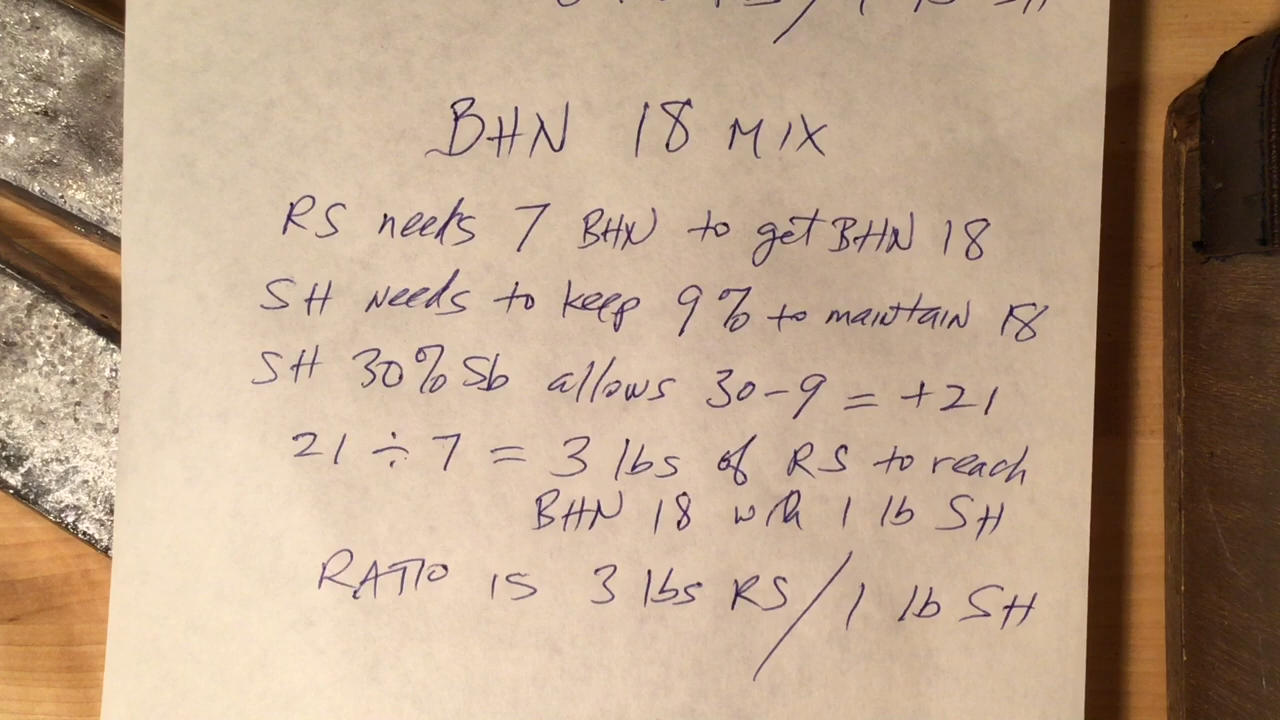 BHN 18 MIX
RS needs 7 BHN to get BHN 18
SH needs to keep 9% to maintain 18
SH 30% Sb allows 30-9 = +21
21 ÷ 7 = 3 lbs of RS to reach
BHN 18 with 1 lb SH
RATIO IS 3 lbs RS/1 lb SH